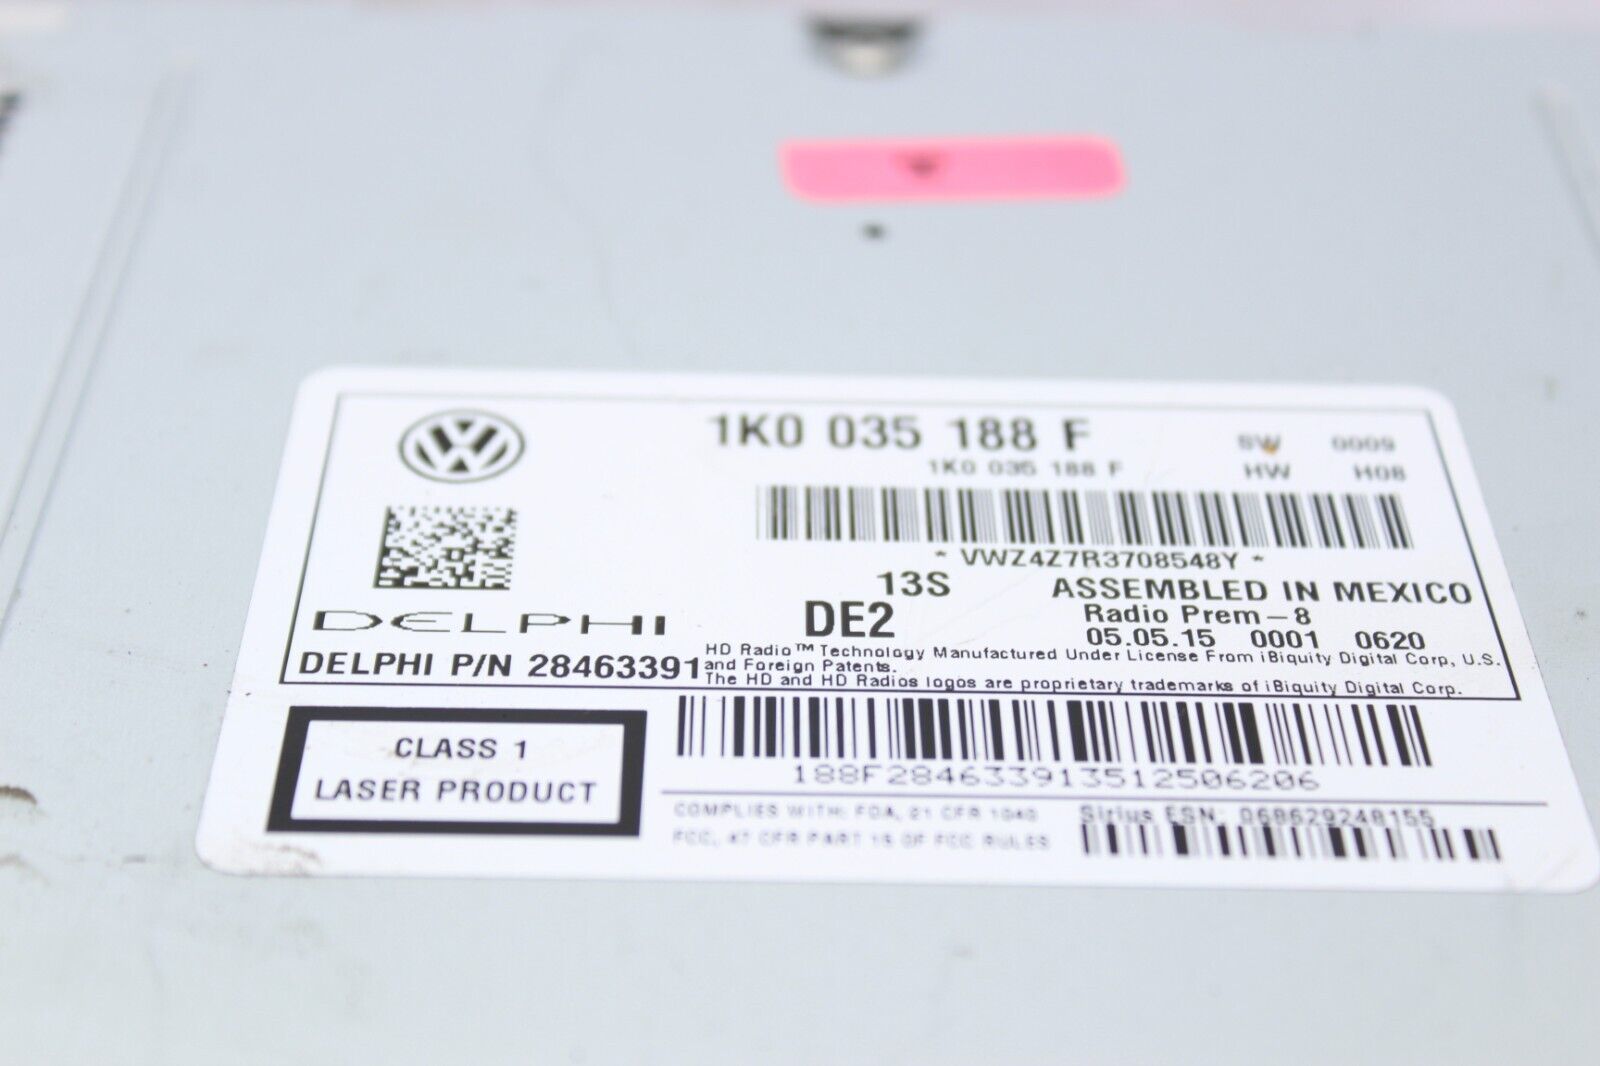 1K0 035 188 F SW 0009
1K0 035 188 F HW H08
* VWZ4Z7R3708548Y *
13S ASSEMBLED IN MEXICO
DELPHI DE2 Radio Prem-8
05.05.15 0001 0620
DELPHI P/N 28463391
HD Radio™ Technology Manufactured Under License From iBiquity Digital Corp, U.S.
and Foreign Patents.
The HD and HD Radios logos are proprietary trademarks of iBiquity Digital Corp.
CLASS 1
LASER PRODUCT
188F284633913512506206
COMPLIES WITH: FDA, 21 CFR 1040
FCC, 47 CFR PART 15 OF FCC RULES
Sirius ESN: 068629248155